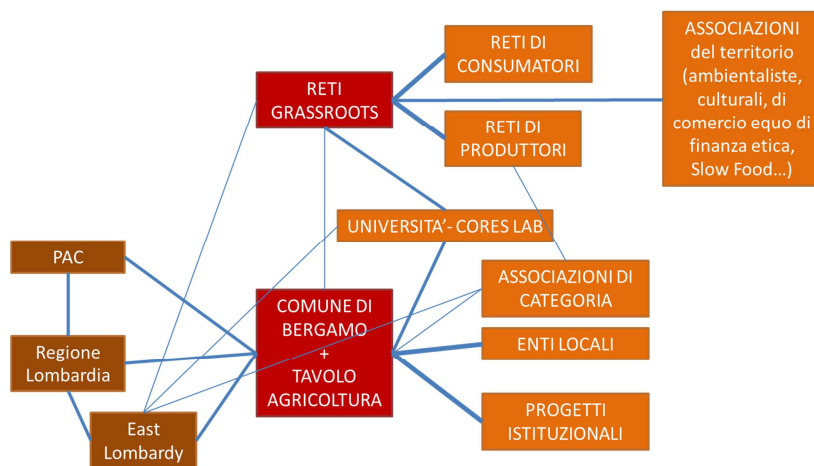 RETI
GRASSROOTS
RETI DI
CONSUMATORI
RETI DI
PRODUTTORI
ASSOCIAZIONI
del territorio
(ambientaliste,
culturali, di
comercio equo di
finanza etica,
Slow Food…)
UNIVERSITA’- CORES LAB
PAC
Regione
Lombardia
East
Lombardy
COMUNE DI
BERGAMO
+
TAVOLO
AGRICOLTURA
ASSOCIAZIONI DI
CATEGORIA
ENTI LOCALI
PROGETTI
ISTITUZIONALI